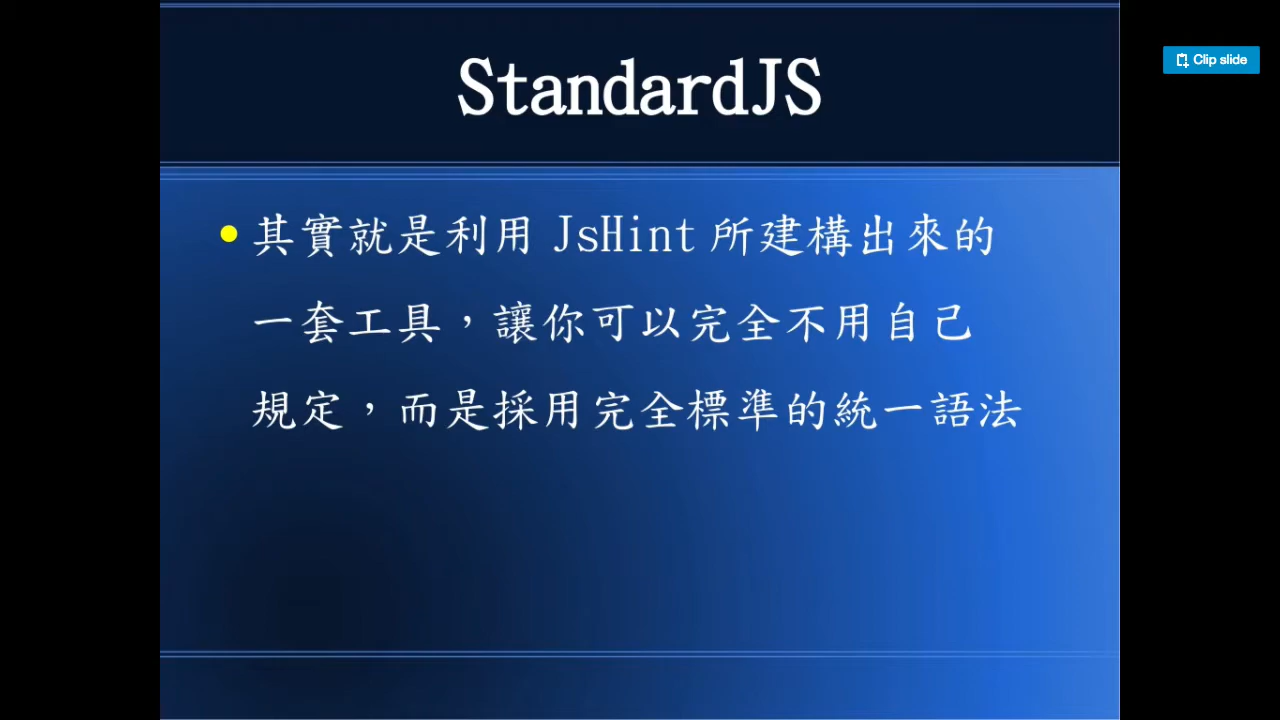 StandardJS
Clip slide
其實就是利用 JsHint 所建構出來的
一套工具,讓你可以完全不用自己
規定,而是採用完全標準的統一語法